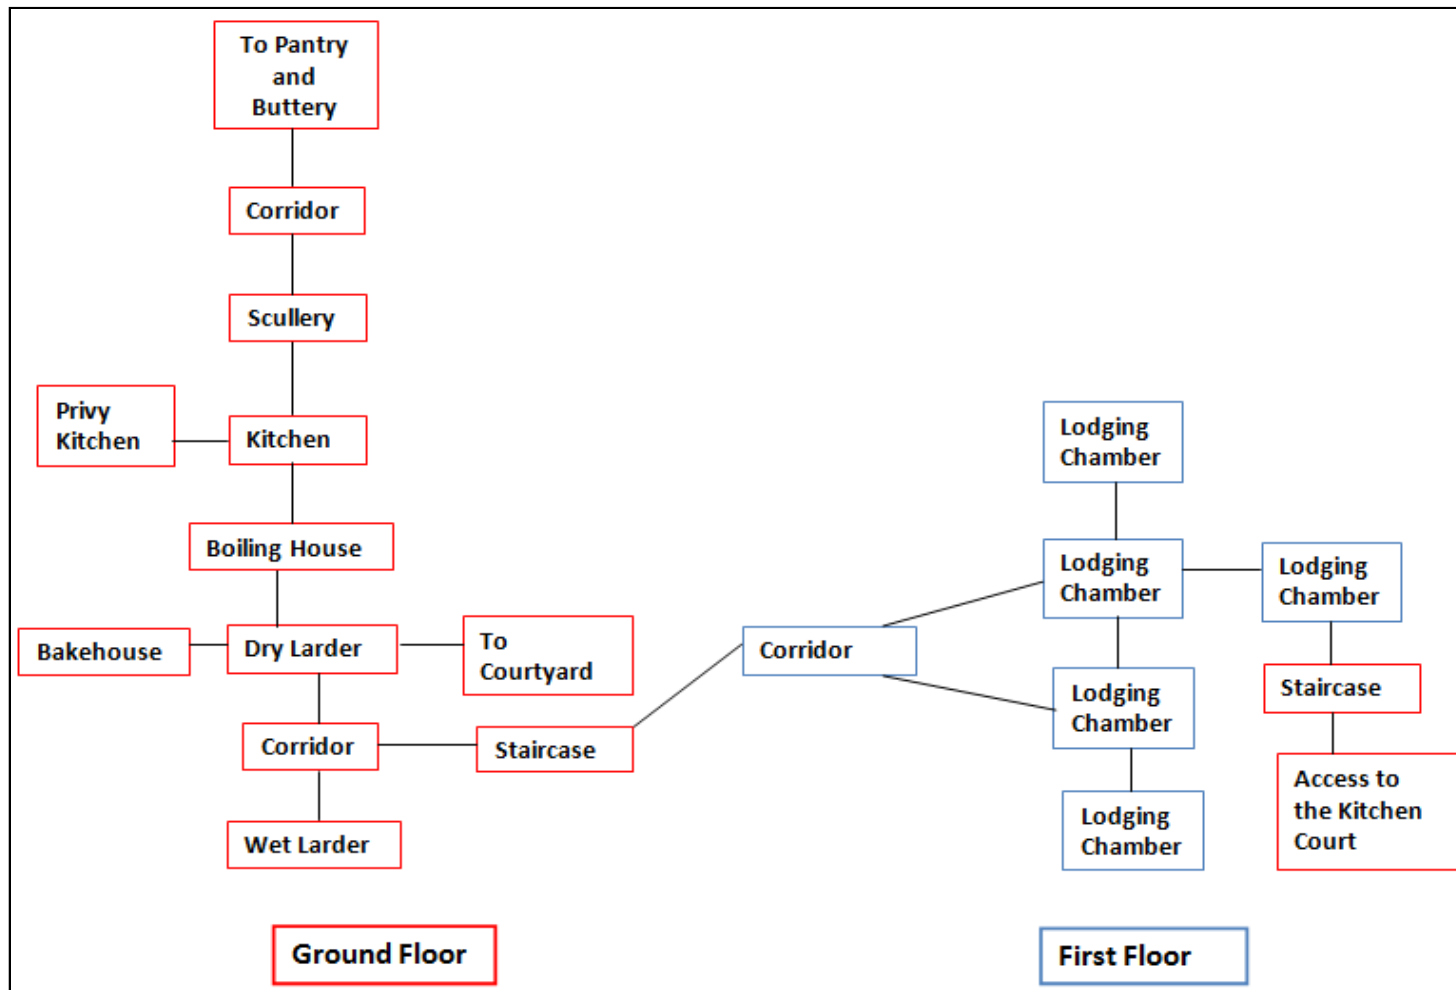 To Pantry
and
Buttery
Corridor
Scullery
Privy
Kitchen
Kitchen
Boiling House
Bakehouse
Dry Larder
To
Courtyard
Corridor
Staircase
Wet Larder
Ground Floor
Corridor
Lodging
Chamber
Lodging
Chamber
Lodging
Chamber
Lodging
Chamber
Lodging
Chamber
Staircase
Access to
the Kitchen
Court
First Floor